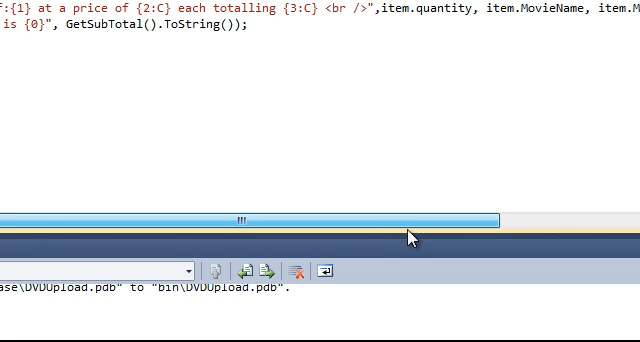 f:{1} at a price of {2:C} each totalling {3:C} <br />",item.quantity, item.MovieName, item.M
is {0}", GetSubTotal().ToString());
ase\DVDUpload.pdb" to "bin\DVDUpload.pdb".